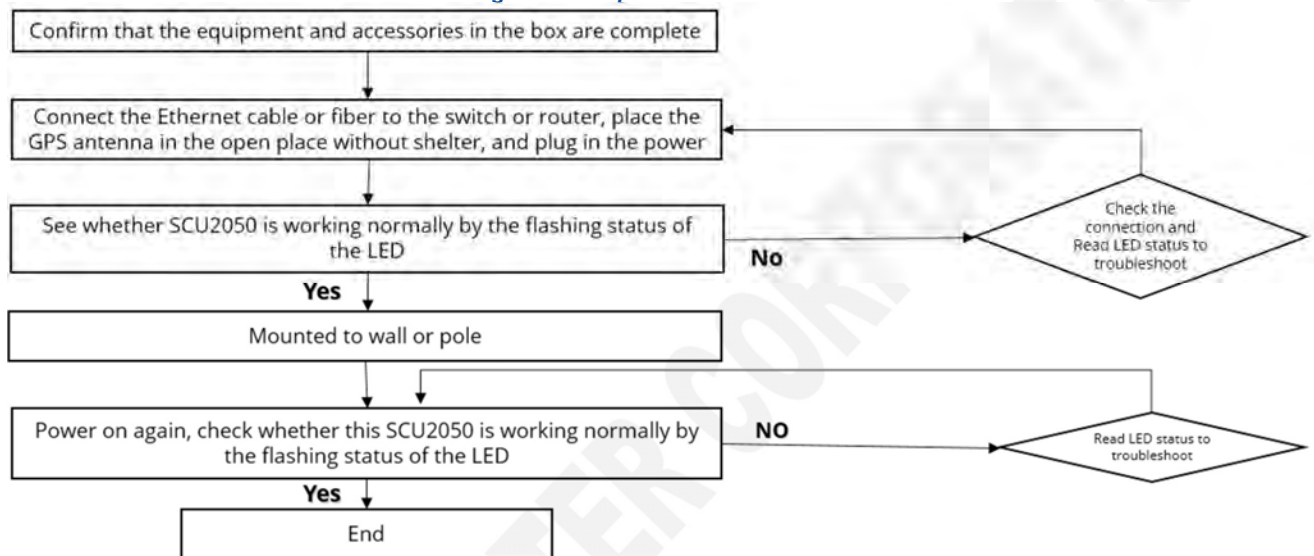 Confirm that the equipment and accessories in the box are complete
Connect the Ethernet cable or fiber to the switch or router, place the
GPS antenna in the open place without shelter, and plug in the power
See whether SCU2050 is working normally by the flashing status of
the LED
No
Check the
connection and
Read LED status to
troubleshoot
Yes
Mounted to wall or pole
Power on again, check whether this SCU2050 is working normally by
the flashing status of the LED
NO
Read LED status to
troubleshoot
Yes
End